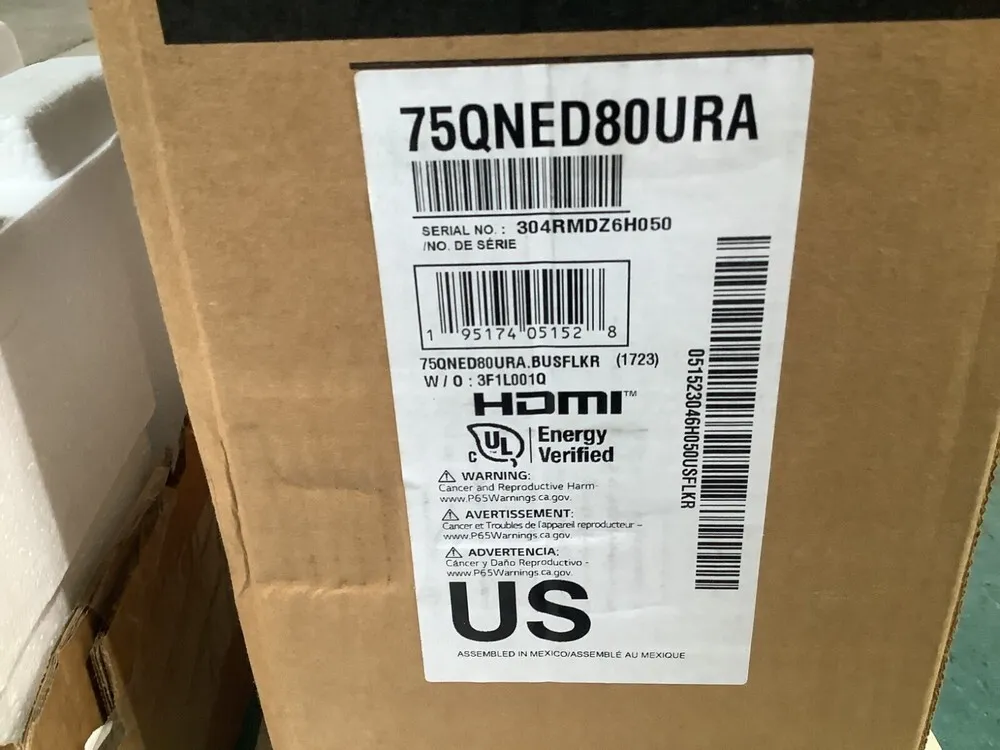 75QNED80URA
SERIAL NO. : 304RMDZ6H050
/NO. DE SÉRIE
1 95174 05152 8
75QNED80URA.BUSFLKR (1723)
W / O : 3F1L001Q
HDMI™
C UL Energy
Verified
⚠ WARNING:
Cancer and Reproductive Harm-
www.P65Warnings.ca.gov.
⚠ AVERTISSEMENT:
Cancer et Troubles de l'appareil reproducteur –
www.P65Warnings.ca.gov.
⚠ ADVERTENCIA:
Cáncer y Daño Reproductivo -
www.P65Warnings.ca.gov.
US
ASSEMBLED IN MEXICO/ASSEMBLÉ AU MEXIQUE
051523046H050USFLKR